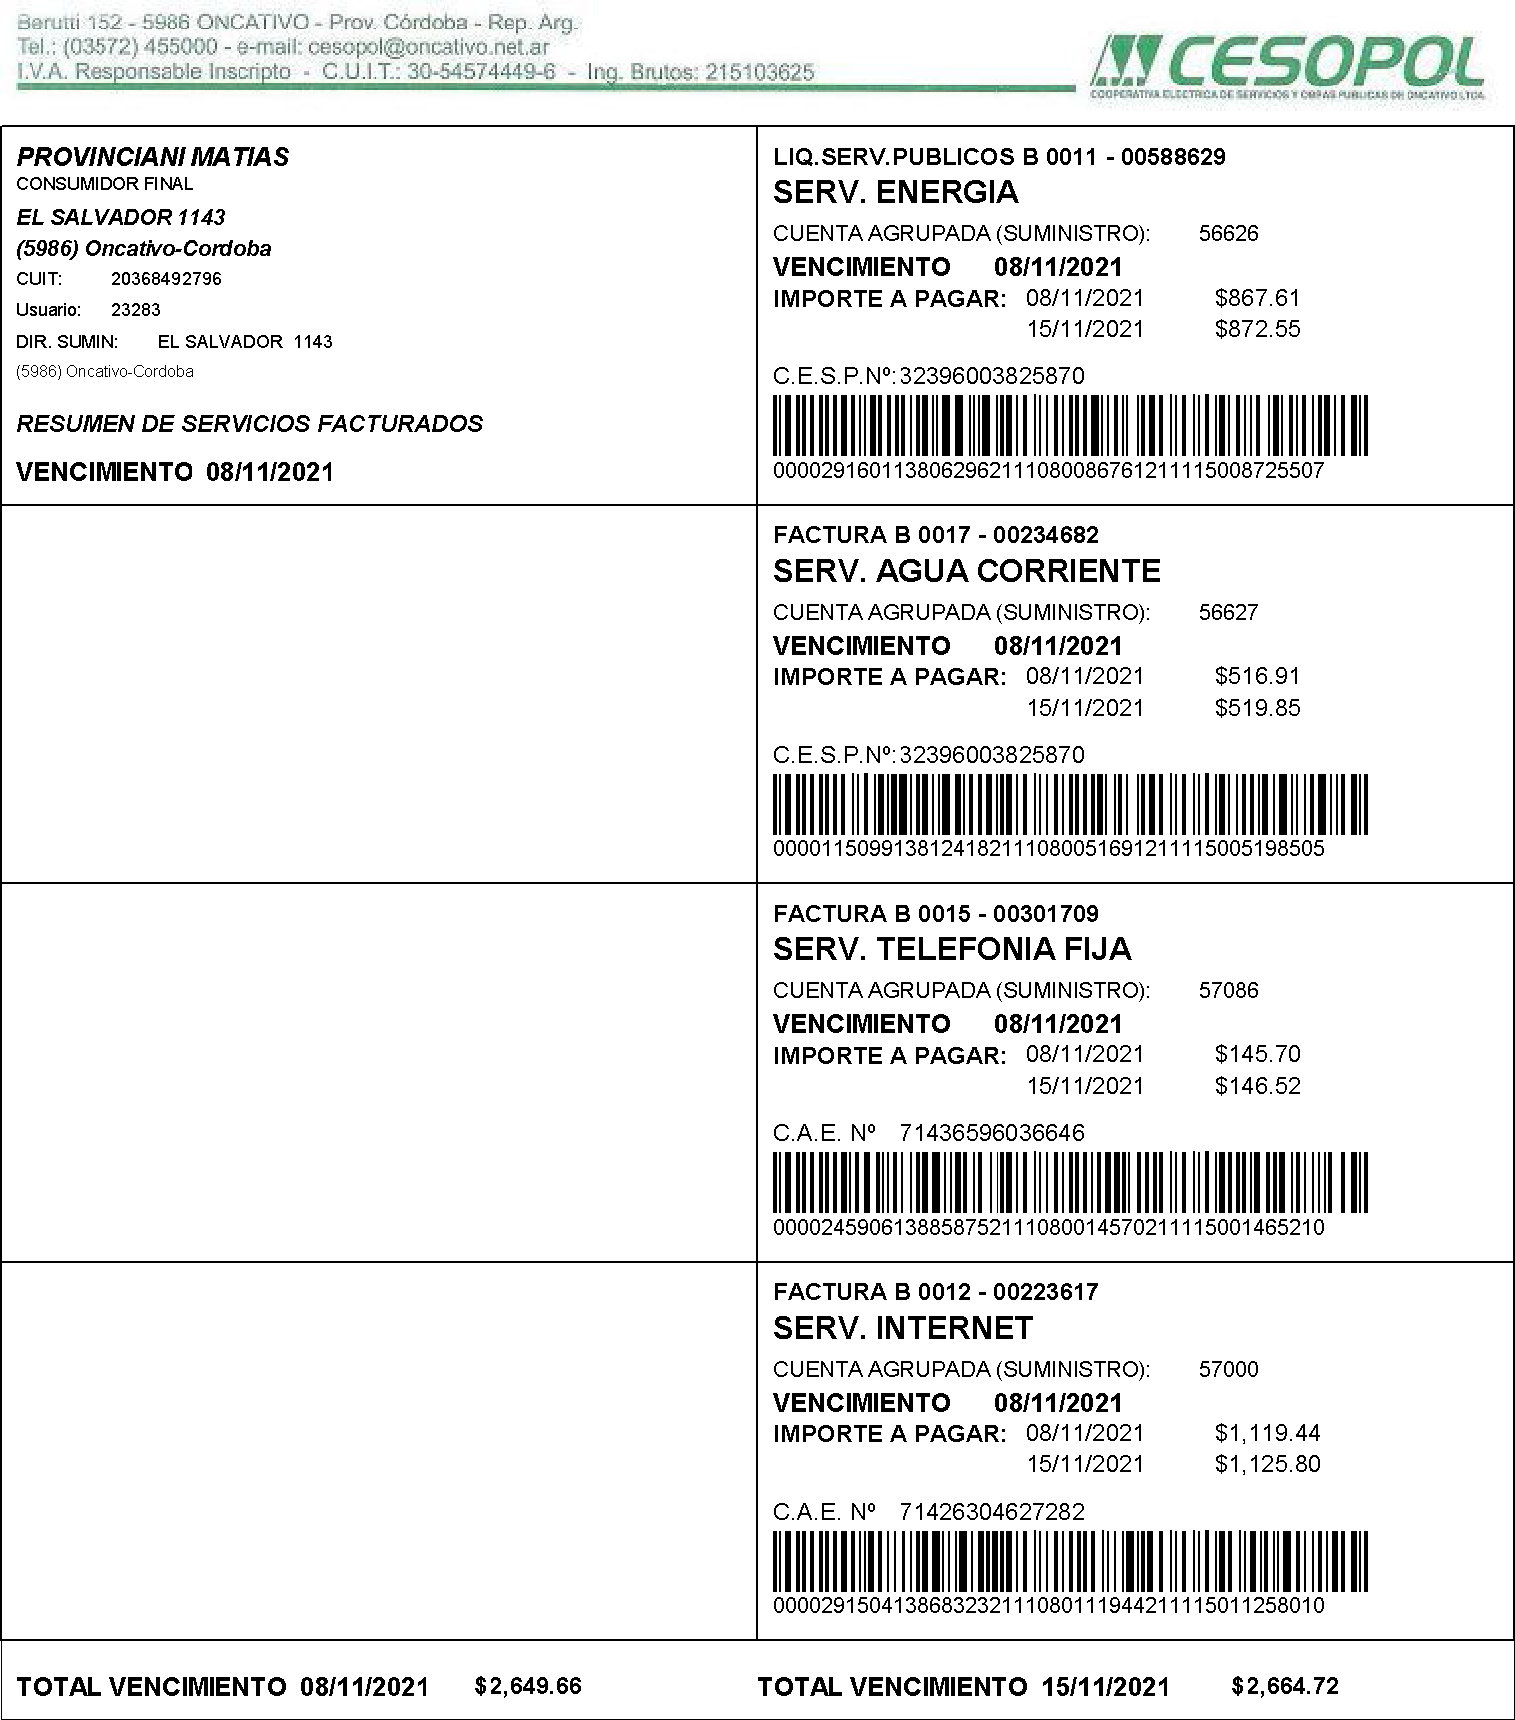 Berutti 152 - 5986 ONCATIVO - Prov. Córdoba - Rep. Arg.
Tel.: (03572) 455000 - e-mail: cesopol@oncativo.net.ar
I.V.A. Responsable Inscripto - C.U.I.T.: 30-54574449-6 - Ing. Brutos: 215103625
CESOPOL
COOPERATIVA ELECTRICA DE SERVICIOS Y OBRAS PUBLICAS DE ONCATIVO LTDA.
PROVINCIANI MATIAS
CONSUMIDOR FINAL
EL SALVADOR 1143
(5986) Oncativo-Cordoba
CUIT: 20368492796
Usuario: 23283
DIR. SUMIN: EL SALVADOR 1143
(5986) Oncativo-Cordoba
RESUMEN DE SERVICIOS FACTURADOS
VENCIMIENTO 08/11/2021
LIQ.SERV.PUBLICOS B 0011 - 00588629
SERV. ENERGIA
CUENTA AGRUPADA (SUMINISTRO): 56626
VENCIMIENTO 08/11/2021
IMPORTE A PAGAR: 08/11/2021 $867.61
15/11/2021 $872.55
C.E.S.P.Nº: 32396003825870
0000291601138062962111080086761211115008725507
FACTURA B 0017 - 00234682
SERV. AGUA CORRIENTE
CUENTA AGRUPADA (SUMINISTRO): 56627
VENCIMIENTO 08/11/2021
IMPORTE A PAGAR: 08/11/2021 $516.91
15/11/2021 $519.85
C.E.S.P.Nº: 32396003825870
0000115099138124182111080051691211115005198505
FACTURA B 0015 - 00301709
SERV. TELEFONIA FIJA
CUENTA AGRUPADA (SUMINISTRO): 57086
VENCIMIENTO 08/11/2021
IMPORTE A PAGAR: 08/11/2021 $145.70
15/11/2021 $146.52
C.A.E. Nº 71436596036646
0000245906138858752111080014570211115001465210
FACTURA B 0012 - 00223617
SERV. INTERNET
CUENTA AGRUPADA (SUMINISTRO): 57000
VENCIMIENTO 08/11/2021
IMPORTE A PAGAR: 08/11/2021 $1,119.44
15/11/2021 $1,125.80
C.A.E. Nº 71426304627282
0000291504138683232111080111944211115011258010
TOTAL VENCIMIENTO 08/11/2021 $2,649.66
TOTAL VENCIMIENTO 15/11/2021 $2,664.72